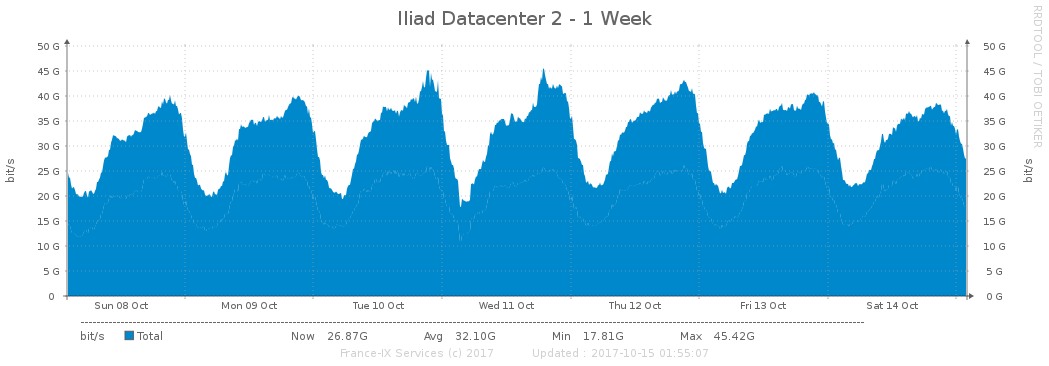 Iliad Datacenter 2 - 1 Week
RRDTOOL / TOBI OETIKER
50 G 50 G
45 G 45 G
40 G 40 G
35 G 35 G
30 G 30 G
25 G 25 G
20 G 20 G
15 G 15 G
10 G 10 G
5 G 5 G
0 0 G
bit/s bit/s
Sun 08 Oct Mon 09 Oct Tue 10 Oct Wed 11 Oct Thu 12 Oct Fri 13 Oct Sat 14 Oct
bit/s Total Now 26.87G Avg 32.10G Min 17.81G Max 45.42G
France-IX Services (c) 2017 Updated : 2017-10-15 01:55:07